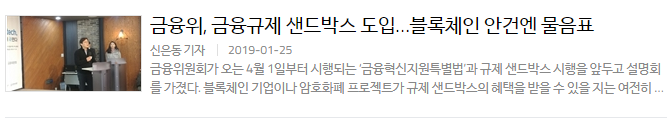 금융위, 금융규제 샌드박스 도입...블록체인 안건엔 물음표
신은동 기자 | 2019-01-25
금융위원회가 오는 4월 1일부터 시행되는 '금융혁신지원특별법'과 규제 샌드박스 시행을 앞두고 설명회
를 가졌다. 블록체인 기업이나 암호화폐 프로젝트가 규제 샌드박스의 혜택을 받을 수 있을 지는 여전히 ...